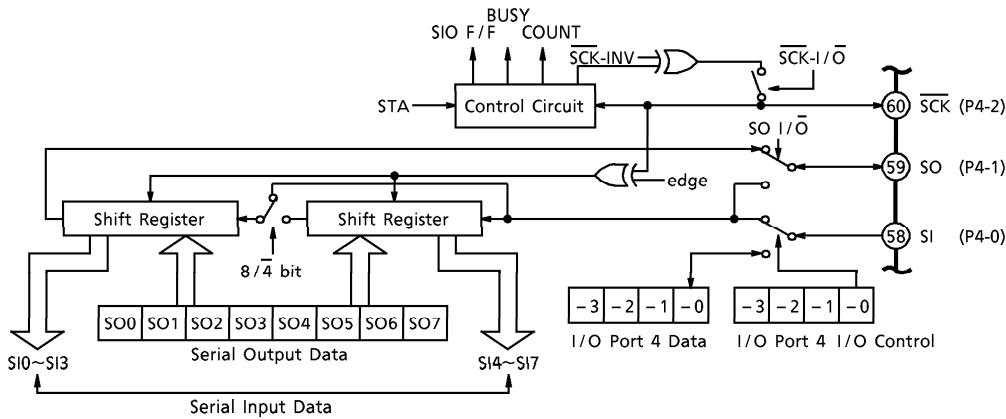 BUSY
SIO F/F COUNT
S̅C̅K̅-INV
S̅C̅K̅-I/O̅
STA
Control Circuit
60 S̅C̅K̅ (P4-2)
SO I/O̅
59 SO (P4-1)
edge
Shift Register
Shift Register
58 SI (P4-0)
8/4̅ bit
-3 -2 -1 -0
-3 -2 -1 -0
SO0 SO1 SO2 SO3 SO4 SO5 SO6 SO7
I/O Port 4 Data
I/O Port 4 I/O Control
Serial Output Data
SI0~SI3
SI4~SI7
Serial Input Data